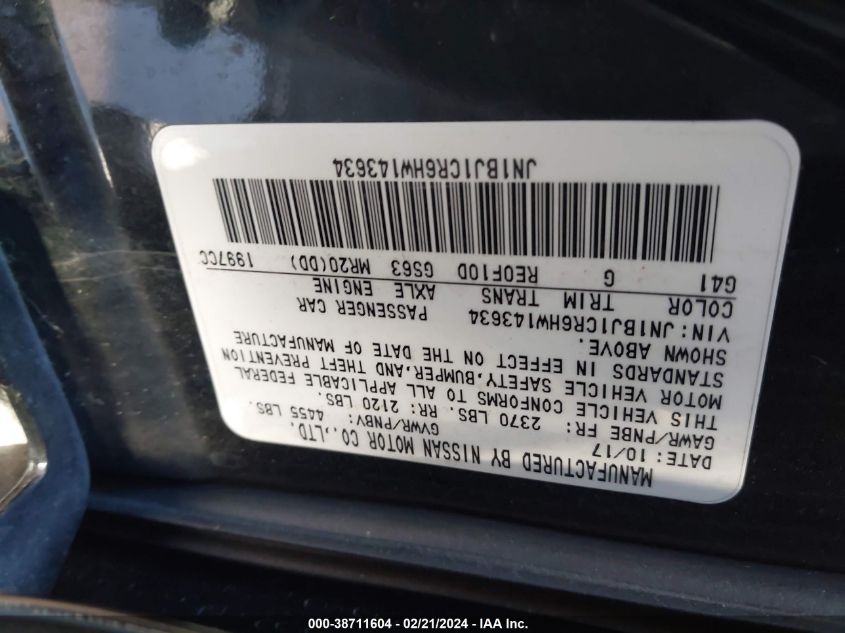 MANUFACTURED BY NISSAN MOTOR CO.,LTD.
DATE: 10/17 GVWR/PNBV: 4455 LBS.
GAWR/PNBE FR: 2370 LBS. RR: 2120 LBS.
THIS VEHICLE CONFORMS TO ALL APPLICABLE FEDERAL
MOTOR VEHICLE SAFETY,BUMPER,AND THEFT PREVENTION
STANDARDS IN EFFECT ON THE DATE OF MANUFACTURE
SHOWN ABOVE.
VIN:JN1BJ1CR6HW143634 PASSENGER CAR
COLOR TRIM TRANS AXLE ENGINE
G41 G RE0F10D GS63 MR20(DD) 1997CC
JN1BJ1CR6HW143634
000-38711604 - 02/21/2024 - IAA Inc.